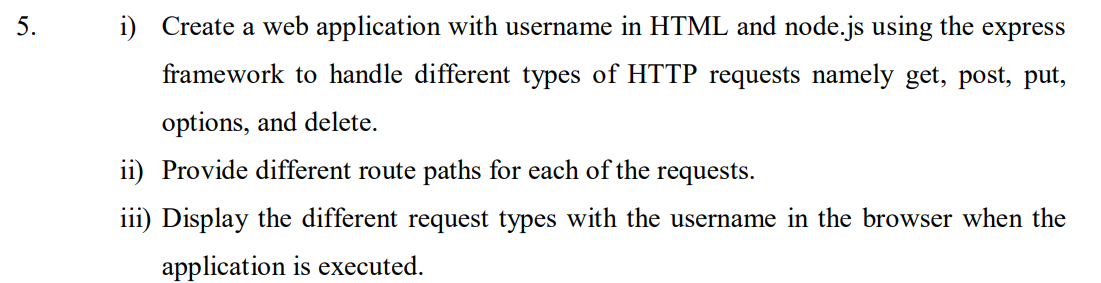 5. i) Create a web application with username in HTML and node.js using the express
framework to handle different types of HTTP requests namely get, post, put,
options, and delete.
ii) Provide different route paths for each of the requests.
iii) Display the different request types with the username in the browser when the
application is executed.